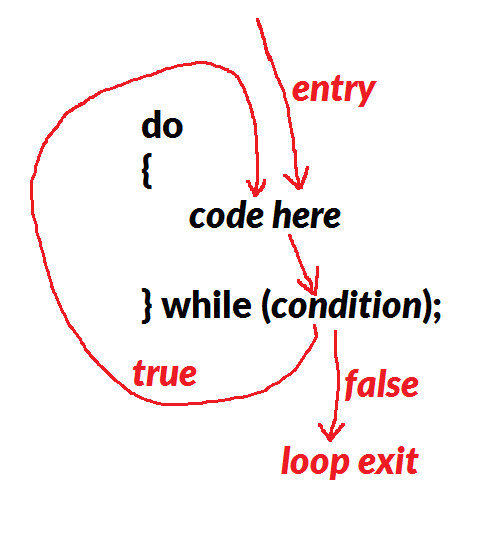 entry
do
{
code here
} while (condition);
true
false
loop exit